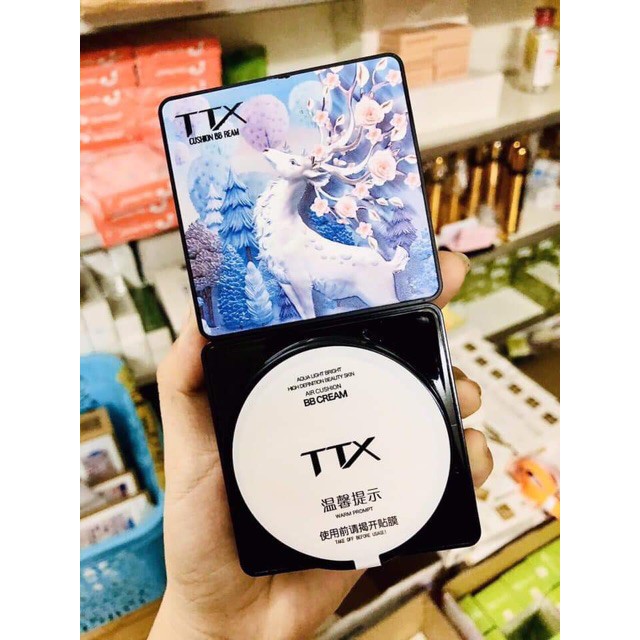 TTX
CUSHION BB REAM
AQUA LIGHT BRIGHT
HIGH DEFINITION BEAUTY SKIN
AIR CUSHION
BB CREAM
TTX
温馨提示
WARM PROMPT
使用前请揭开贴膜
TAKE OFF BEFORE USAGE!